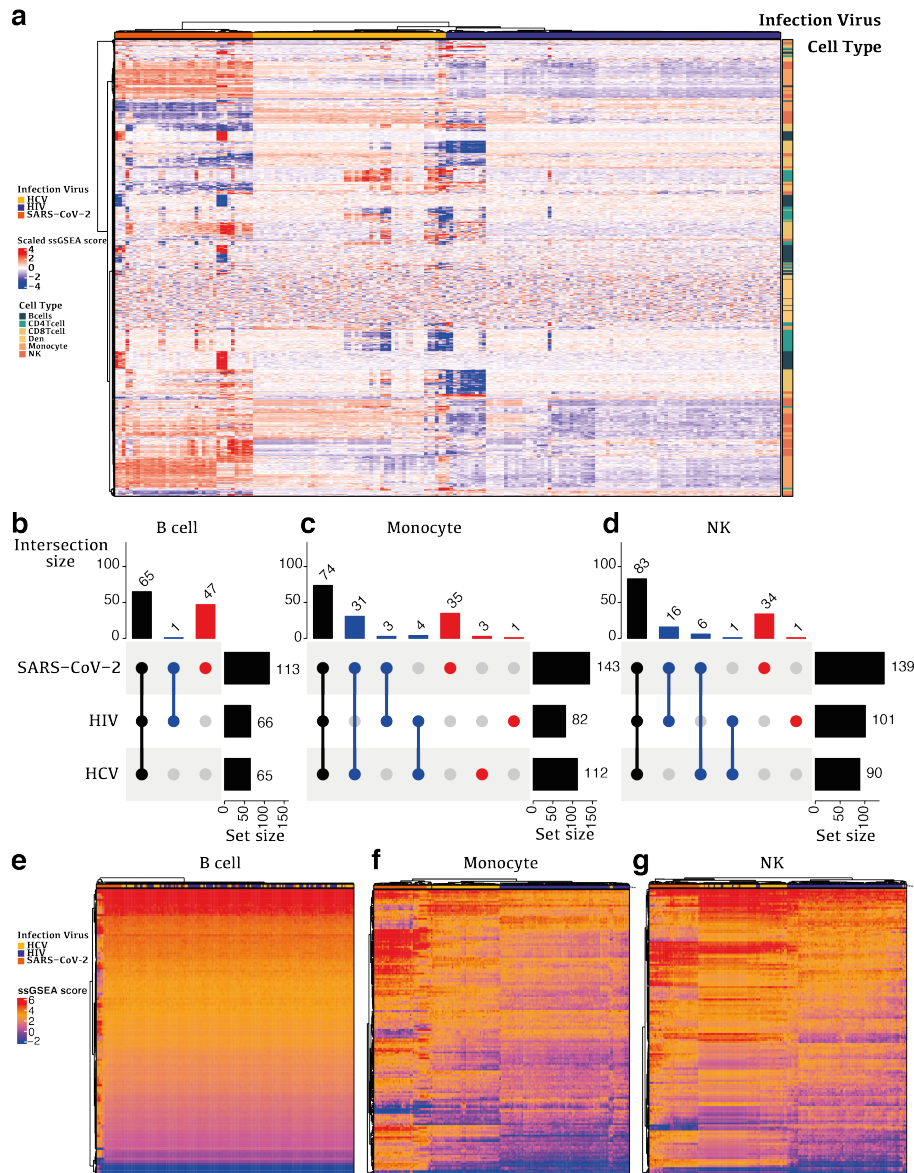 a
Infection Virus
Cell Type
Infection Virus
HCV
HIV
SARS-CoV-2
Scaled ssGSEA score
4
2
0
-2
-4
Cell Type
Bcells
CD4Tcell
CD8Tcell
Den
Monocyte
NK
b
B cell
c
Monocyte
d
NK
Intersection
size
100
50
0
65
1
47
100
50
0
74
31
3
4
35
3
1
100
50
0
83
16
6
1
34
1
SARS-CoV-2
113
143
139
HIV
66
82
101
HCV
65
112
90
0
50
100
150
Set size
0
50
100
150
Set size
0
50
100
150
Set size
e
B cell
f
Monocyte
g
NK
Infection Virus
HCV
HIV
SARS-CoV-2
ssGSEA score
6
4
2
0
-2